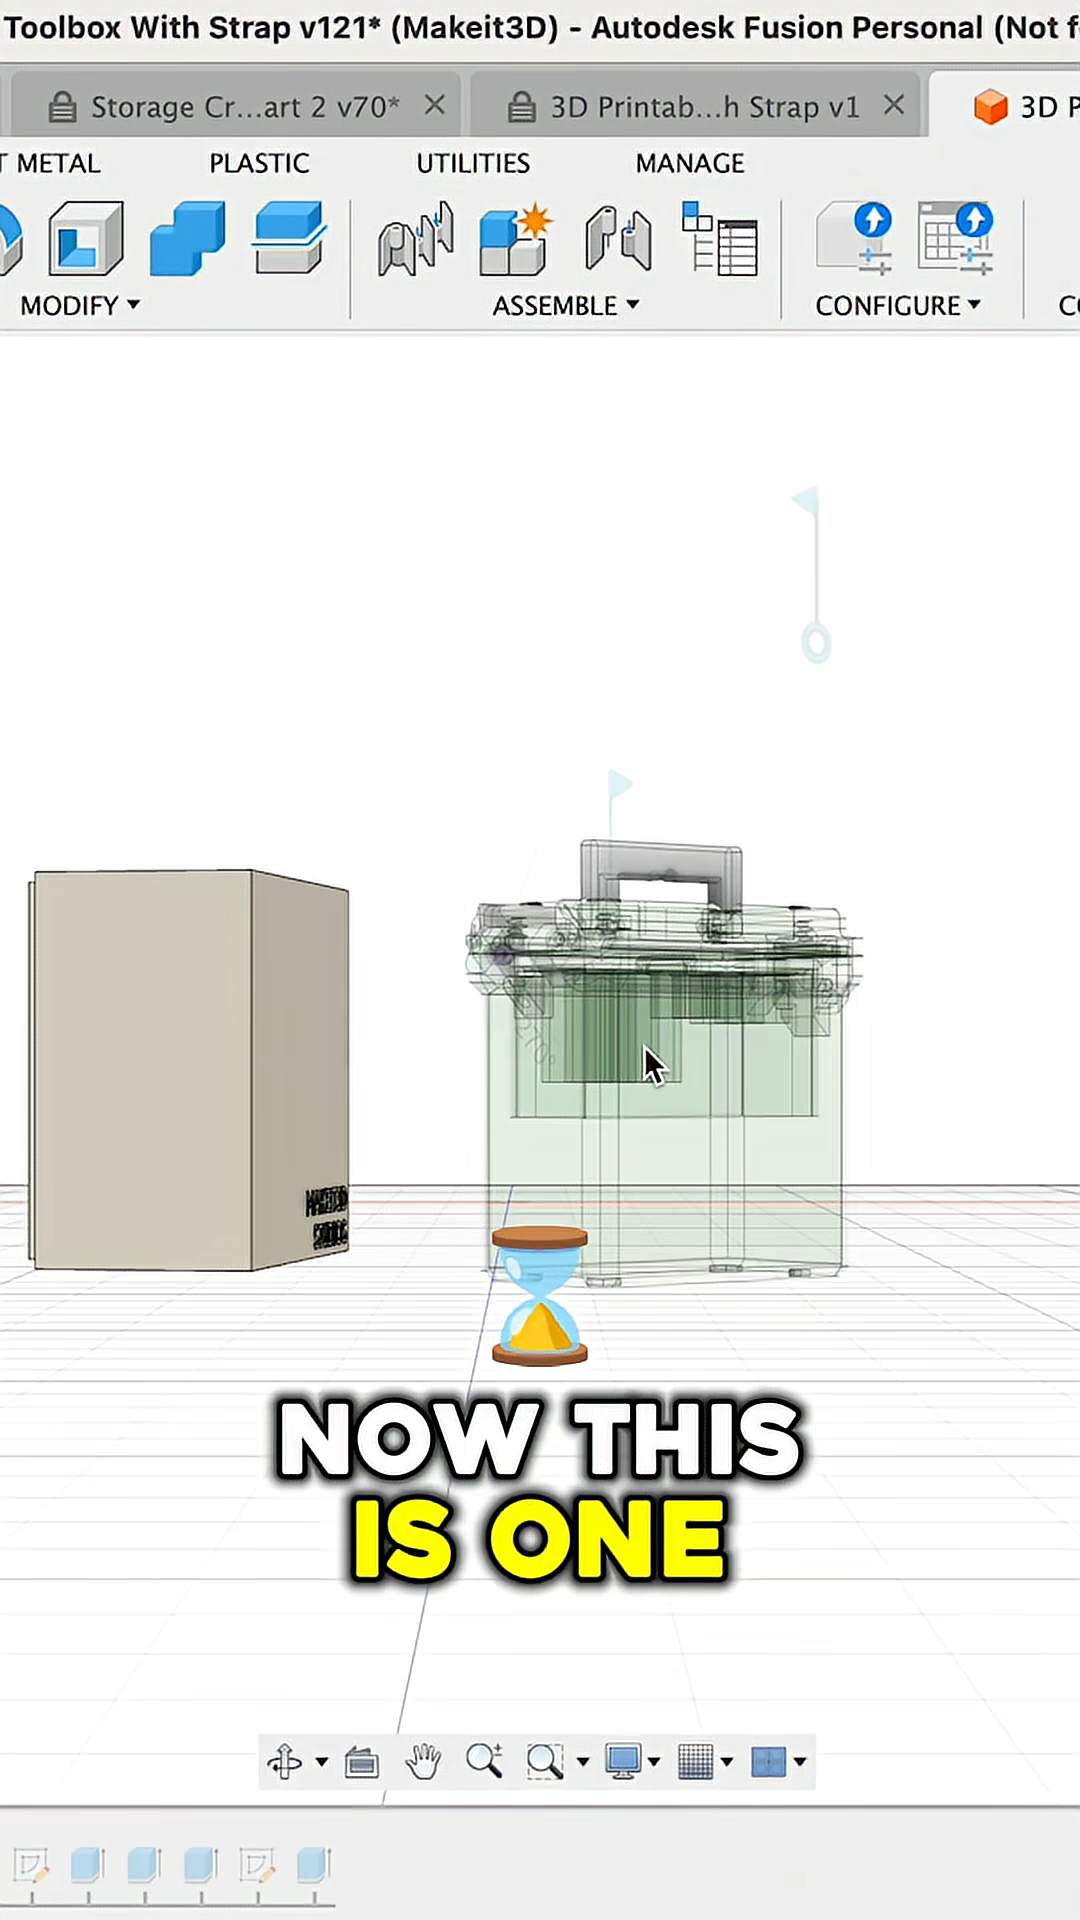 Toolbox With Strap v121* (Makeit3D) - Autodesk Fusion Personal (Not f
Storage Cr...art 2 v70*
3D Printab...h Strap v1
3D P
T METAL
PLASTIC
UTILITIES
MANAGE
MODIFY
ASSEMBLE
CONFIGURE
NOW THIS
IS ONE